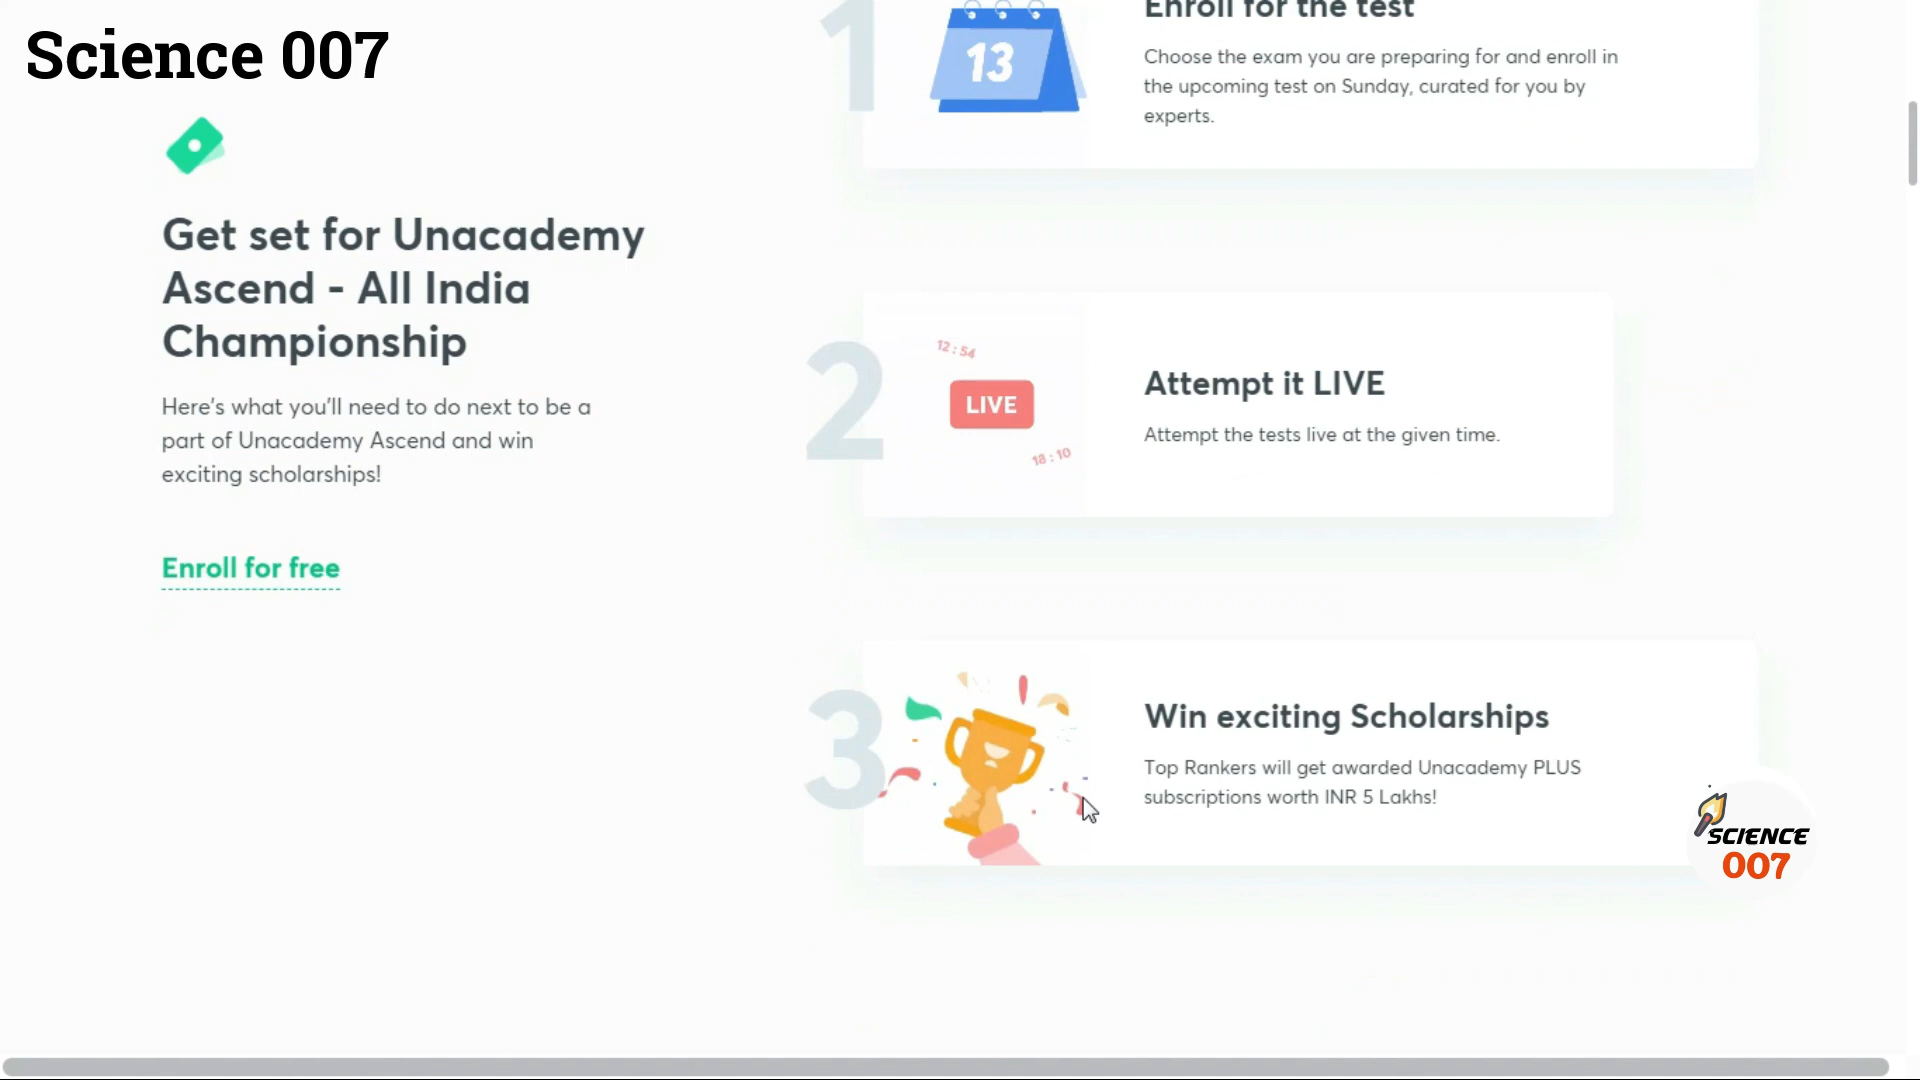 Science 007
Get set for Unacademy
Ascend - All India
Championship
Here's what you'll need to do next to be a
part of Unacademy Ascend and win
exciting scholarships!
Enroll for free
1
13
Enroll for the test
Choose the exam you are preparing for and enroll in
the upcoming test on Sunday, curated for you by
experts.
2
12:54
LIVE
18:10
Attempt it LIVE
Attempt the tests live at the given time.
3
Win exciting Scholarships
Top Rankers will get awarded Unacademy PLUS
subscriptions worth INR 5 Lakhs!
SCIENCE
007